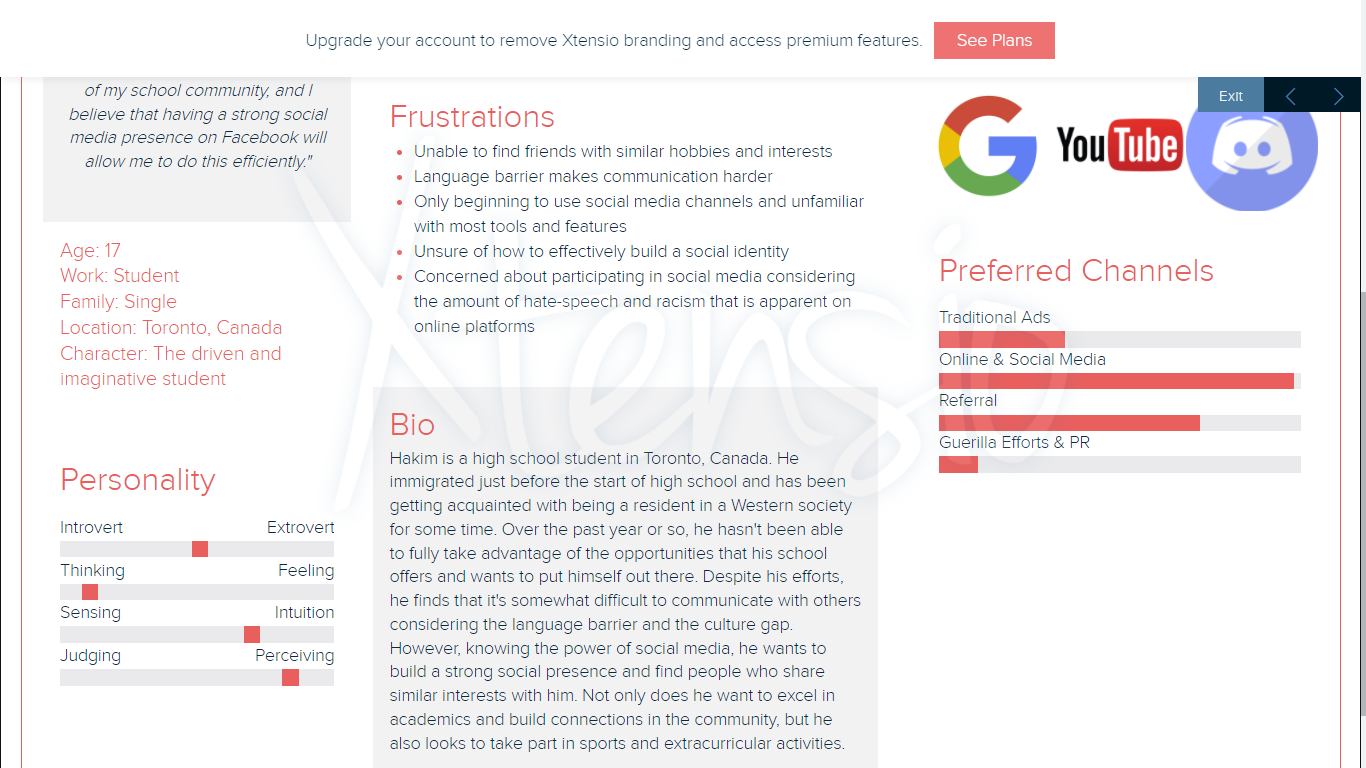 Upgrade your account to remove Xtensio branding and access premium features.
See Plans
Exit
of my school community, and I
believe that having a strong social
media presence on Facebook will
allow me to do this efficiently."
Age: 17
Work: Student
Family: Single
Location: Toronto, Canada
Character: The driven and
imaginative student
Personality
Introvert Extrovert
Thinking Feeling
Sensing Intuition
Judging Perceiving
Frustrations
Unable to find friends with similar hobbies and interests
Language barrier makes communication harder
Only beginning to use social media channels and unfamiliar
with most tools and features
Unsure of how to effectively build a social identity
Concerned about participating in social media considering
the amount of hate-speech and racism that is apparent on
online platforms
Bio
Hakim is a high school student in Toronto, Canada. He
immigrated just before the start of high school and has been
getting acquainted with being a resident in a Western society
for some time. Over the past year or so, he hasn't been able
to fully take advantage of the opportunities that his school
offers and wants to put himself out there. Despite his efforts,
he finds that it's somewhat difficult to communicate with others
considering the language barrier and the culture gap.
However, knowing the power of social media, he wants to
build a strong social presence and find people who share
similar interests with him. Not only does he want to excel in
academics and build connections in the community, but he
also looks to take part in sports and extracurricular activities.
G
YouTube
Preferred Channels
Traditional Ads
Online & Social Media
Referral
Guerilla Efforts & PR
Xtensio